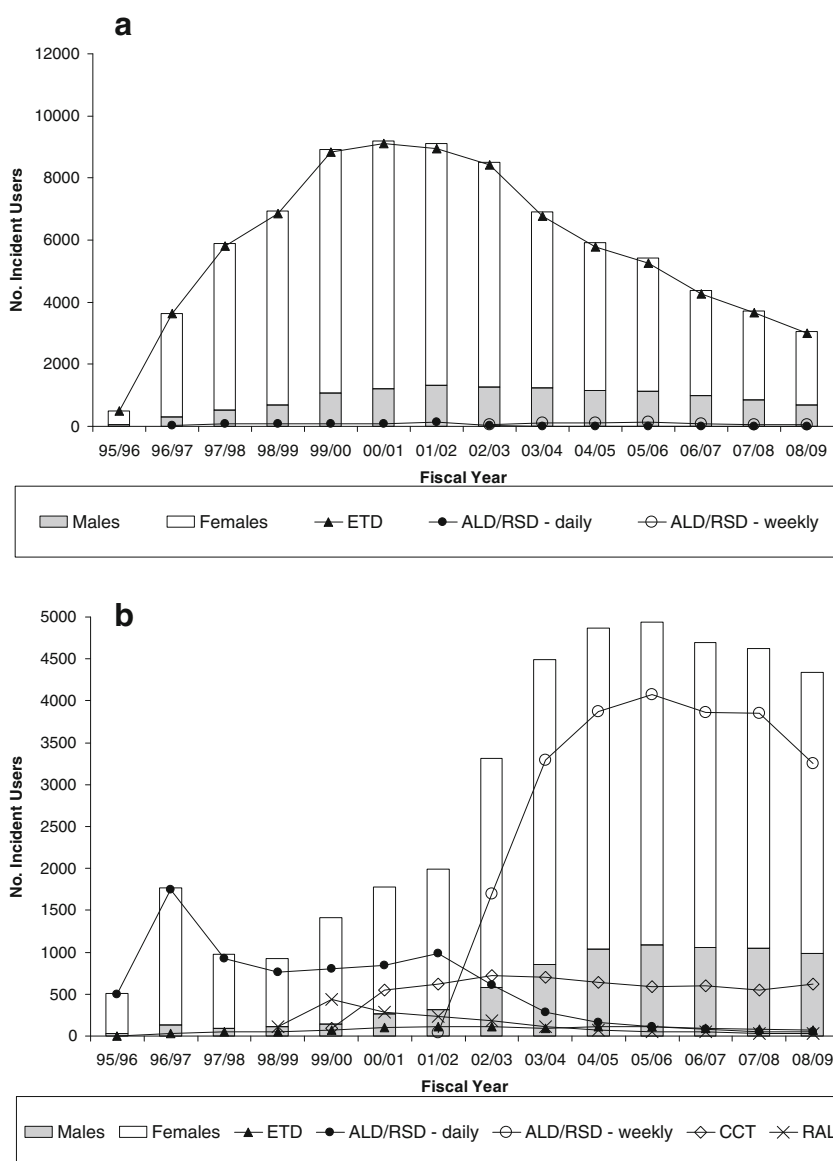 a
12000
10000
8000
6000
4000
2000
0
No. Incident Users
95/96 96/97 97/98 98/99 99/00 00/01 01/02 02/03 03/04 04/05 05/06 06/07 07/08 08/09
Fiscal Year
Males Females ETD ALD/RSD - daily ALD/RSD - weekly
b
5000
4500
4000
3500
3000
2500
2000
1500
1000
500
0
No. Incident Users
95/96 96/97 97/98 98/99 99/00 00/01 01/02 02/03 03/04 04/05 05/06 06/07 07/08 08/09
Fiscal Year
Males Females ETD ALD/RSD - daily ALD/RSD - weekly CCT RAL